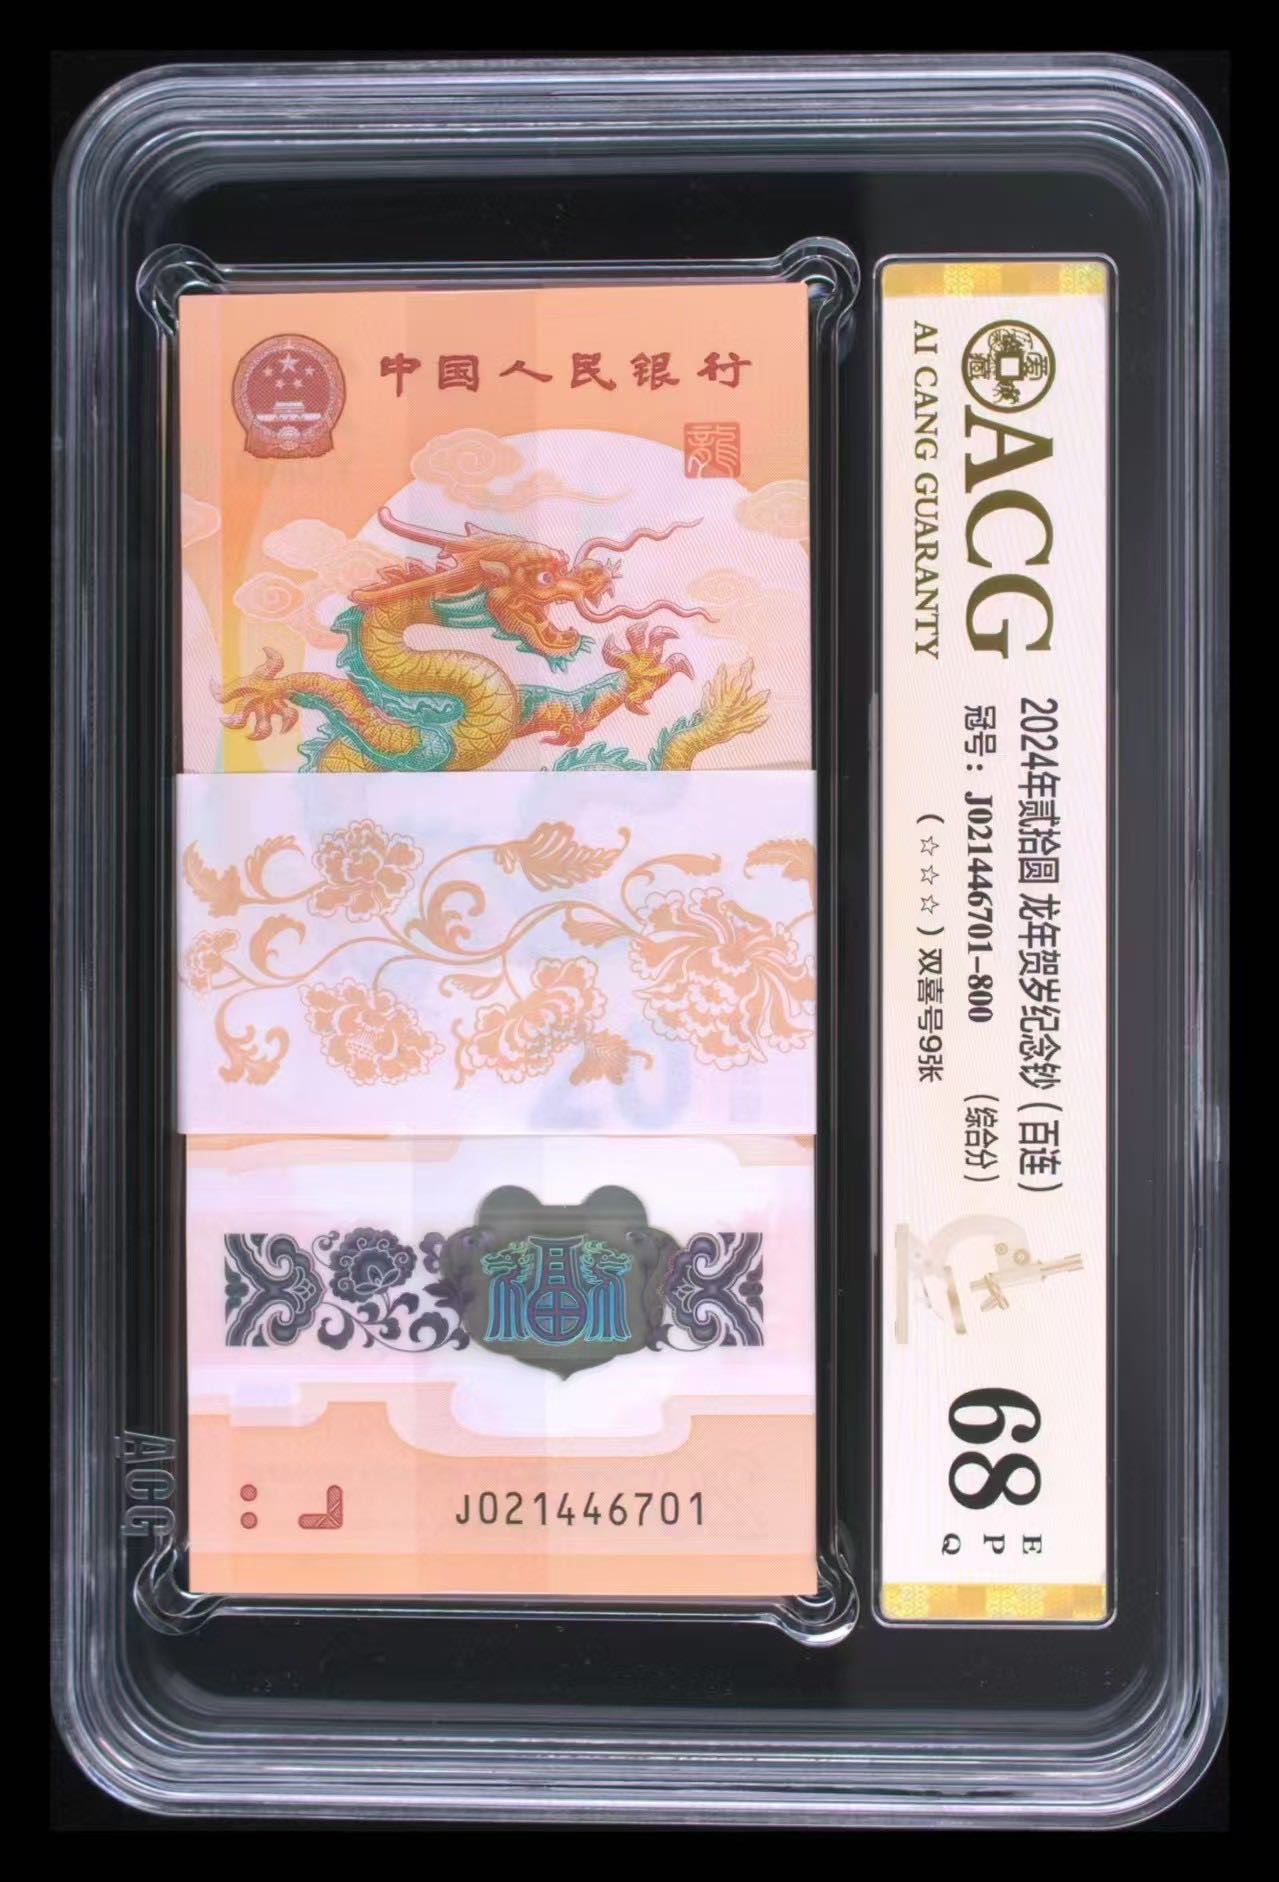 中国人民银行
龍
20
J021446701
ACG
AI CANG GUARANTY
2024年贰拾圆 龙年贺岁纪念钞（百连）
冠号：J021446701-800 （综合分）
（☆☆☆）双喜号9张
68
E
P
Q
ACG